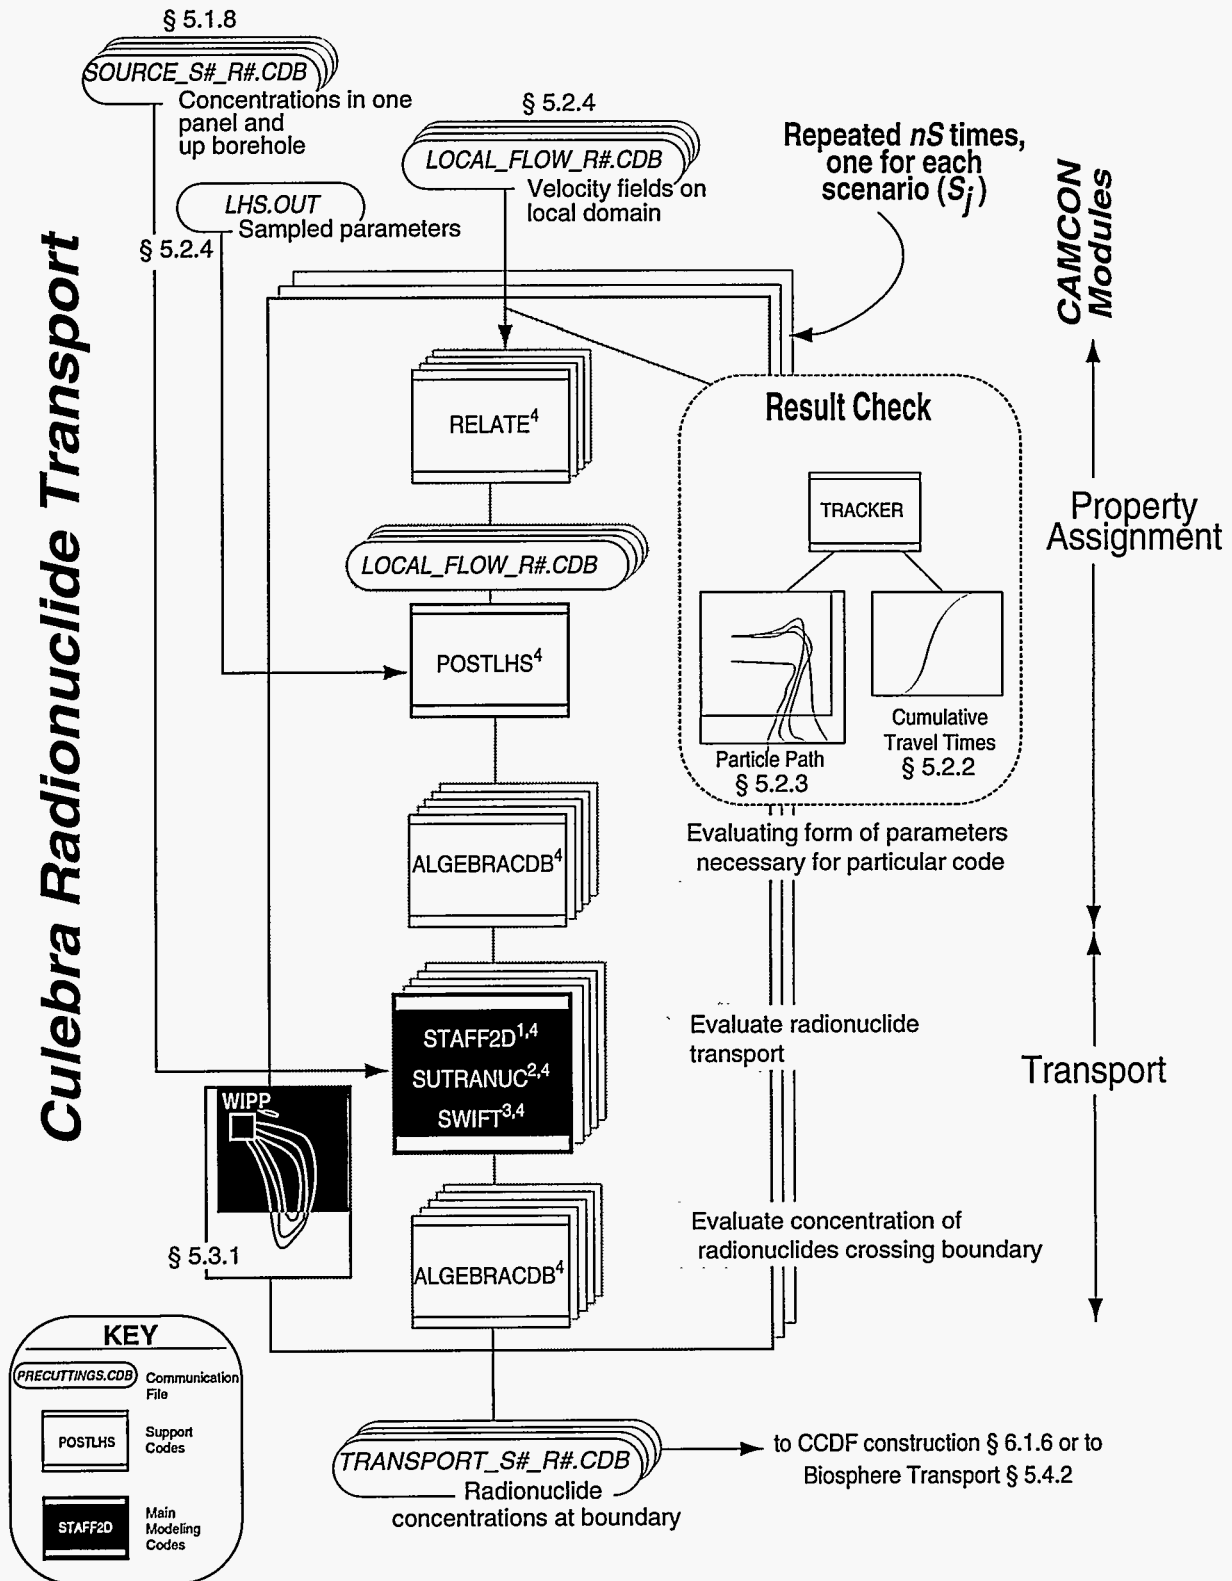 § 5.1.8
SOURCE_S#_R#.CDB
Concentrations in one
panel and
up borehole
§ 5.2.4
LOCAL_FLOW_R#.CDB
Velocity fields on
local domain
Repeated nS times,
one for each
scenario (Sj)
CAMCON
Modules
LHS.OUT
Sampled parameters
§ 5.2.4
Culebra Radionuclide Transport
RELATE4
LOCAL_FLOW_R#.CDB
POSTLHS4
ALGEBRACDB4
STAFF2D1,4
SUTRANUC2,4
SWIFT3,4
ALGEBRACDB4
Result Check
TRACKER
Particle Path
§ 5.2.3
Cumulative
Travel Times
§ 5.2.2
Property
Assignment
Evaluating form of parameters
necessary for particular code
Evaluate radionuclide
transport
Transport
Evaluate concentration of
radionuclides crossing boundary
WIPP
§ 5.3.1
KEY
PRECUTTINGS.CDB
Communication
File
POSTLHS
Support
Codes
STAFF2D
Main
Modeling
Codes
TRANSPORT_S#_R#.CDB
Radionuclide
concentrations at boundary
to CCDF construction § 6.1.6 or to
Biosphere Transport § 5.4.2